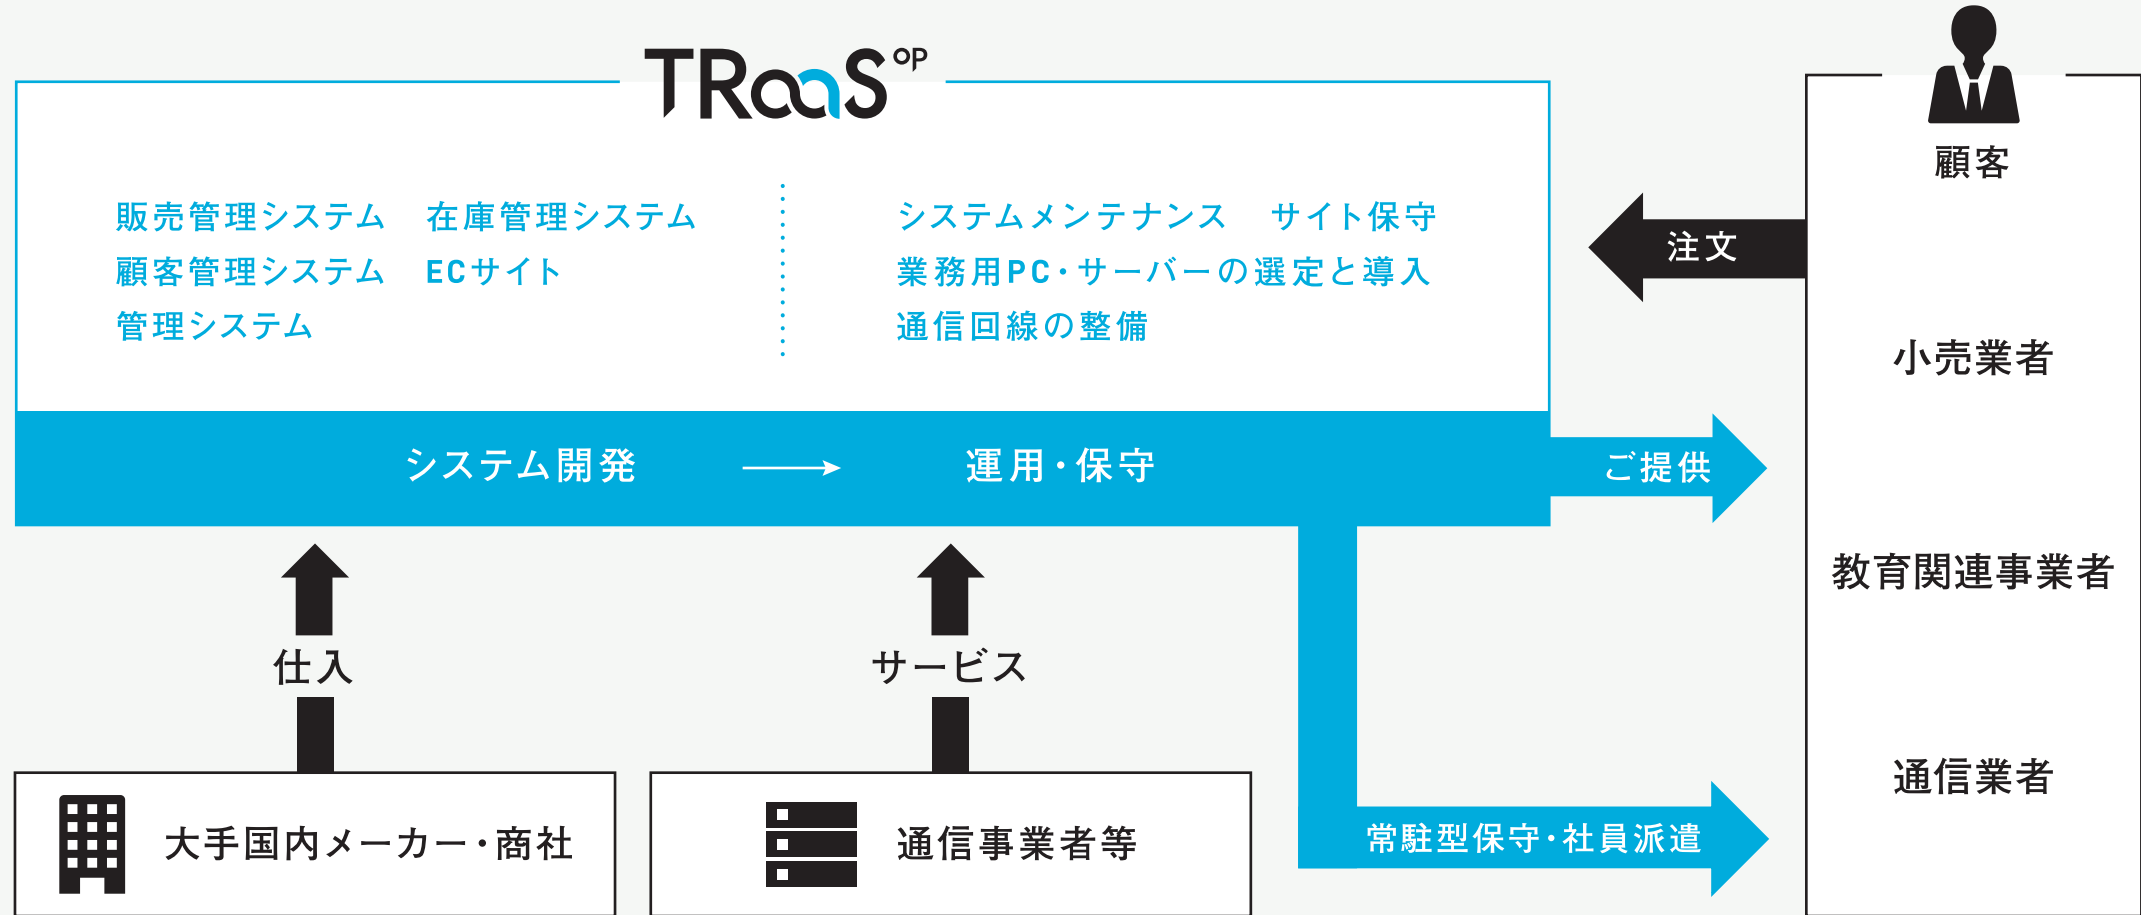 TRaaS OP
販売管理システム　在庫管理システム
顧客管理システム　ECサイト
管理システム
システムメンテナンス　サイト保守
業務用PC・サーバーの選定と導入
通信回線の整備
システム開発
運用・保守
仕入
サービス
大手国内メーカー・商社
通信事業者等
注文
ご提供
常駐型保守・社員派遣
顧客
小売業者
教育関連事業者
通信業者